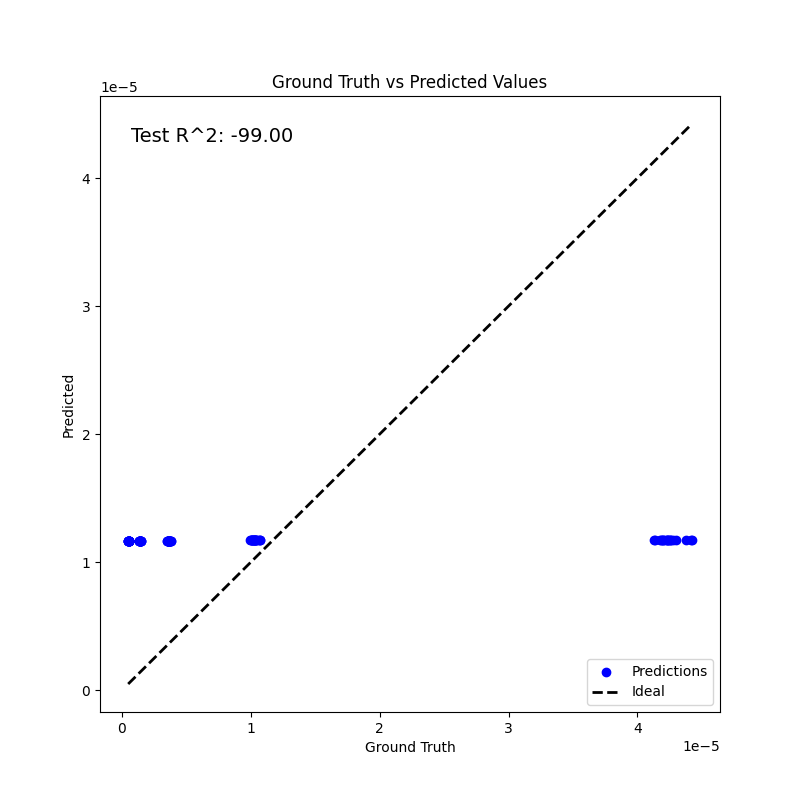 Ground Truth vs Predicted Values
1e−5
Test R^2: -99.00
4
3
2
1
0
Predicted
0 1 2 3 4
Ground Truth
1e−5
Predictions
Ideal